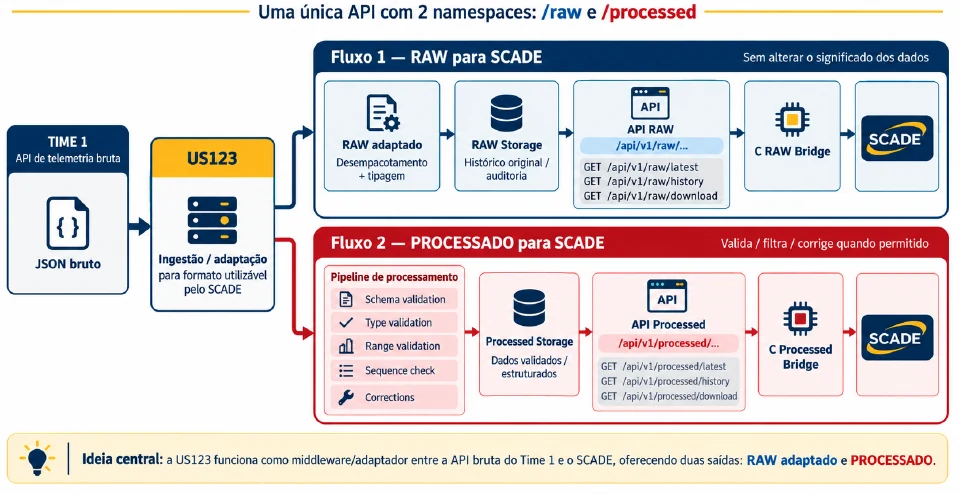 Uma única API com 2 namespaces: /raw e /processed
TIME 1
API de telemetria bruta
{ }
JSON bruto
US123
Ingestão / adaptação
para formato utilizável
pelo SCADE
Fluxo 1 — RAW para SCADE
Sem alterar o significado dos dados
RAW adaptado
Desempacotamento
+ tipagem
RAW Storage
Histórico original /
auditoria
API
API RAW
/api/v1/raw/...
GET /api/v1/raw/latest
GET /api/v1/raw/history
GET /api/v1/raw/download
C RAW Bridge
SCADE
Fluxo 2 — PROCESSADO para SCADE
Valida / filtra / corrige quando permitido
Pipeline de processamento
Schema validation
Type validation
Range validation
Sequence check
Corrections
Processed Storage
Dados validados /
estruturados
API
API Processed
/api/v1/processed/...
GET /api/v1/processed/latest
GET /api/v1/processed/history
GET /api/v1/processed/download
C Processed
Bridge
SCADE
Ideia central: a US123 funciona como middleware/adaptador entre a API bruta do Time 1 e o SCADE, oferecendo duas saídas: RAW adaptado e PROCESSADO.